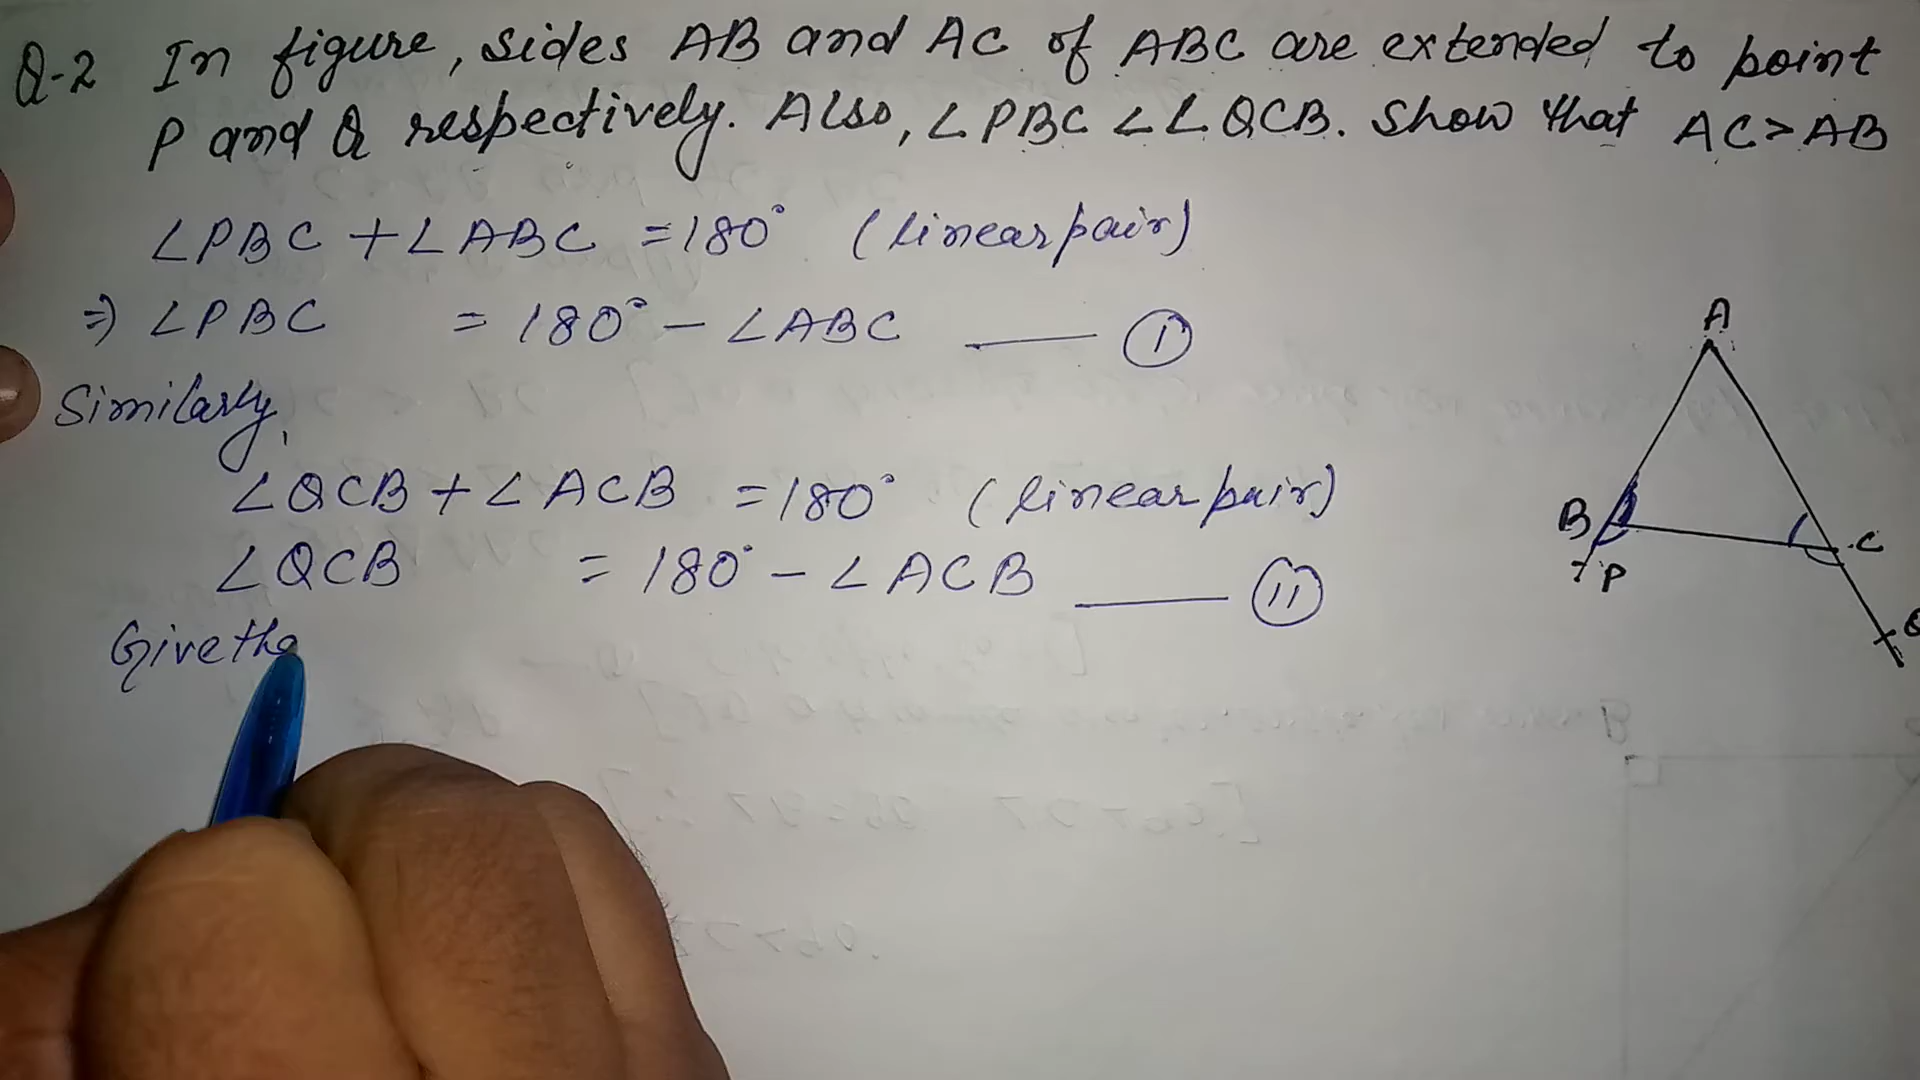 Q-2 In figure, sides AB and AC of ABC are extended to point
P and Q respectively. Also, ∠PBC < ∠QCB. Show that AC > AB
∠PBC + ∠ABC = 180° (linear pair)
⇒ ∠PBC = 180° - ∠ABC —— (I)
Similarly,
∠QCB + ∠ACB = 180° (linear pair)
∠QCB = 180° - ∠ACB —— (II)
Give tha
A
B
C
P
Q